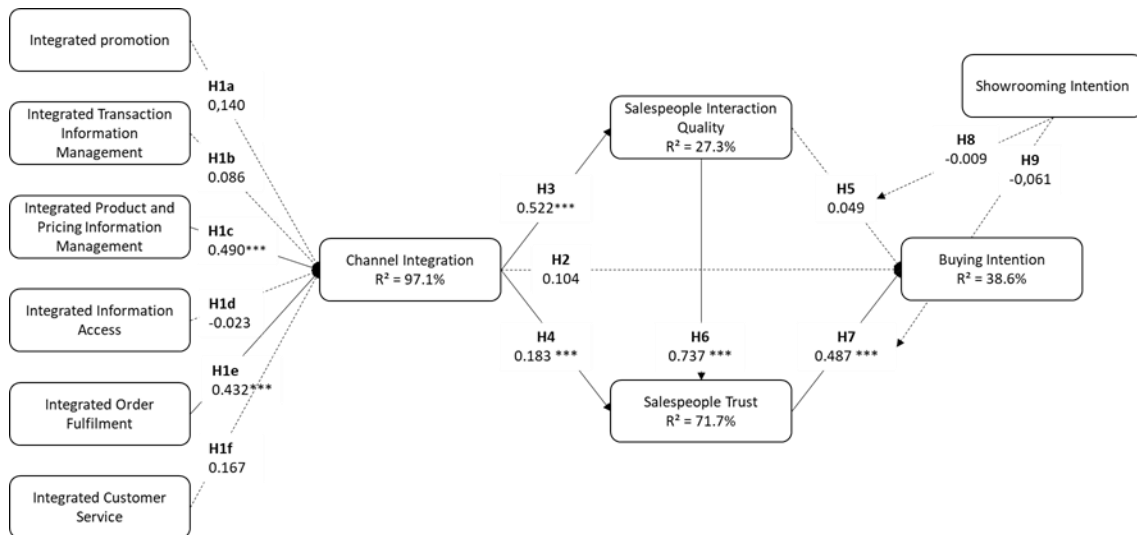 Integrated promotion
H1a
0,140
Integrated Transaction
Information
Management
H1b
0.086
Integrated Product and
Pricing Information
Management
H1c
0.490***
Integrated Information
Access
H1d
-0.023
Integrated Order
Fulfilment
H1e
0.432***
Integrated Customer
Service
H1f
0.167
Channel Integration
R² = 97.1%
H3
0.522***
H2
0.104
H4
0.183 ***
Salespeople Interaction
Quality
R² = 27.3%
H6
0.737 ***
Salespeople Trust
R² = 71.7%
H5
0.049
H7
0.487 ***
Showrooming Intention
H8
-0.009
H9
-0,061
Buying Intention
R² = 38.6%